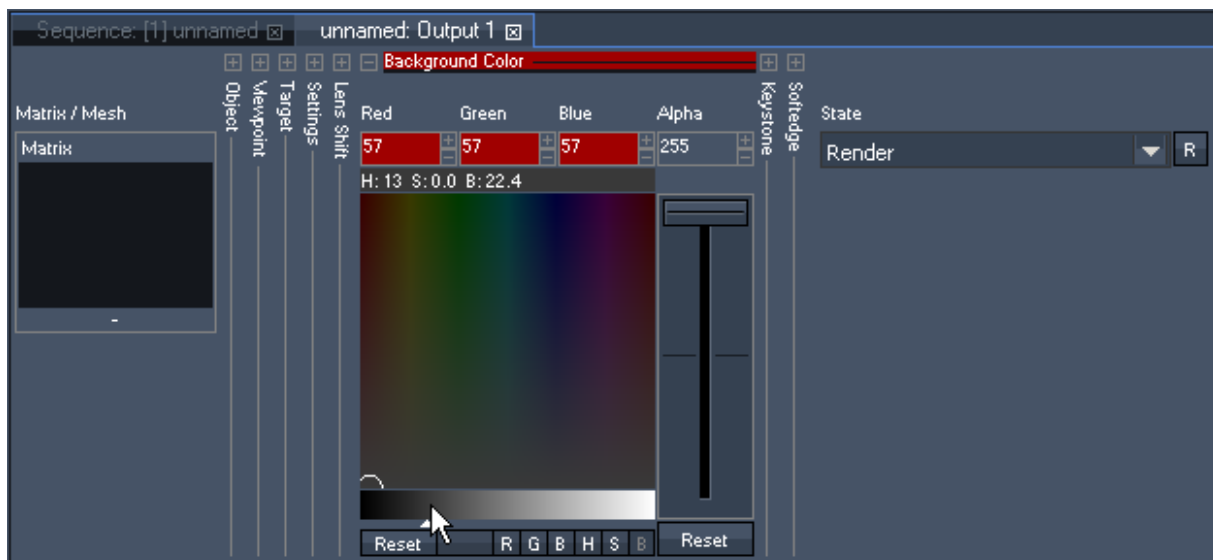 Sequence: [1] unnamed
unnamed: Output 1
Object
Viewpoint
Target
Settings
Lens Shift
Background Color
Keystone
Softedge
Matrix / Mesh
Matrix
-
Red Green Blue Alpha
57 57 57 255
H: 13 S: 0.0 B: 22.4
Reset R G B H S B Reset
State
Render R